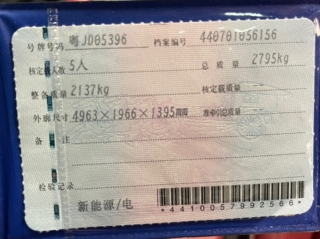 号牌号码 粤JD05396 档案编号 440701056156
核定载人数 5人 总质量 2795kg
整备质量 2137kg 核定载质量
外廓尺寸 4963×1966×1395 准牵引总质量
备注
检验记录
新能源/电
*4410057992566*